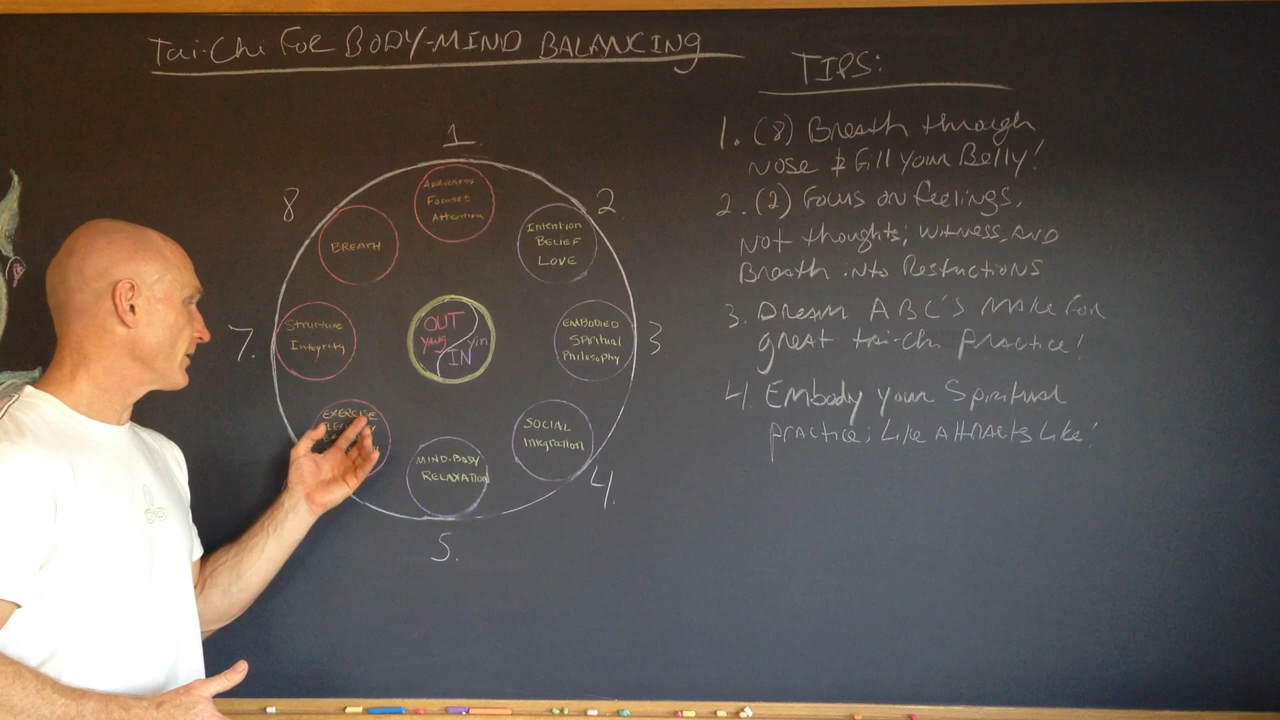 Tai-Chi For BODY-MIND BALANCING
1
AWARENESS
Focused
Attention
2.
Intention
BELIEF
LOVE
3
EMBODIED
Spiritual
Philosophy
4.
SOCIAL
Integration
5.
MIND-BODY
RELAXATION
EXERCISE
7.
Structure
Integrity
8
BREATH
OUT
yang
yin
IN
TIPS:
1. (8) Breath through
Nose & Fill your Belly!
2. (2) Focus on feelings,
Not thoughts; witness, AND
Breath into Restrictions
3. Dream ABC'S MAKE For
great tai-chi practice!
4. Embody your Spiritual
practice; Like Attracts Like!